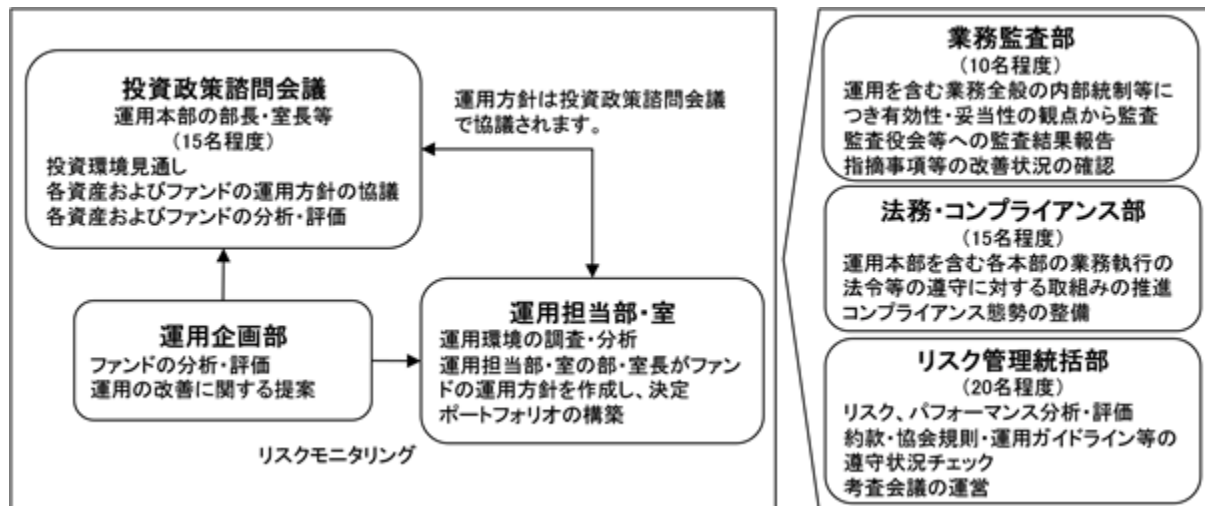 投資政策諮問会議
運用本部の部長・室長等
(15名程度)
投資環境見通し
各資産およびファンドの運用方針の協議
各資産およびファンドの分析・評価
運用方針は投資政策諮問会議
で協議されます。
運用企画部
ファンドの分析・評価
運用の改善に関する提案
運用担当部・室
運用環境の調査・分析
運用担当部・室の部・室長がファン
ドの運用方針を作成し、決定
ポートフォリオの構築
リスクモニタリング
業務監査部
(10名程度)
運用を含む業務全般の内部統制等に
つき有効性・妥当性の観点から監査
監査役会等への監査結果報告
指摘事項等の改善状況の確認
法務・コンプライアンス部
(15名程度)
運用本部を含む各本部の業務執行の
法令等の遵守に対する取組みの推進
コンプライアンス態勢の整備
リスク管理統括部
(20名程度)
リスク、パフォーマンス分析・評価
約款・協会規則・運用ガイドライン等の
遵守状況チェック
考査会議の運営